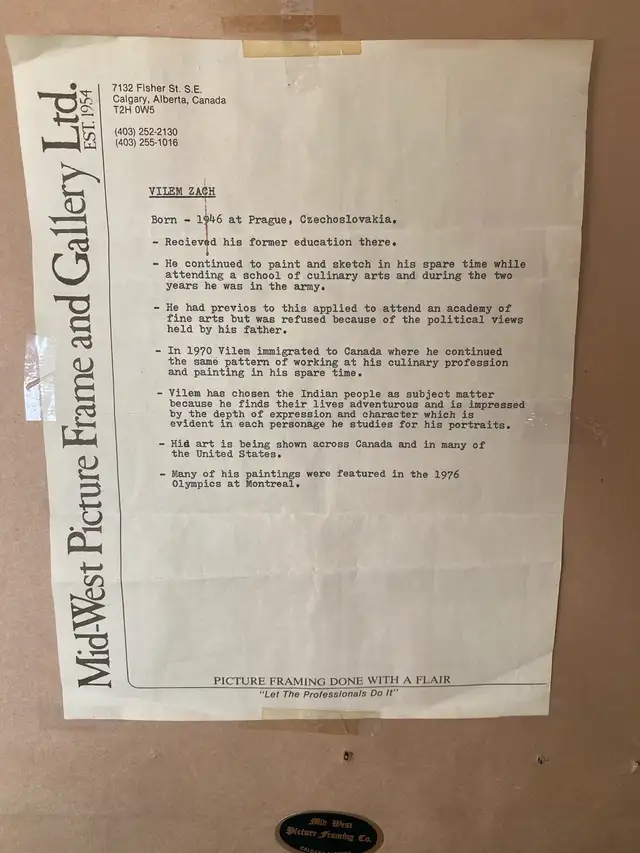 Mid-West Picture Frame and Gallery Ltd.
EST. 1954
7132 Fisher St. S.E.
Calgary, Alberta, Canada
T2H 0W5
(403) 252-2130
(403) 255-1016
VILEM ZACH
Born - 1946 at Prague, Czechoslovakia.
- Recieved his former education there.
- He continued to paint and sketch in his spare time while
attending a school of culinary arts and during the two
years he was in the army.
- He had previos to this applied to attend an academy of
fine arts but was refused because of the political views
held by his father.
- In 1970 Vilem immigrated to Canada where he continued
the same pattern of working at his culinary profession
and painting in his spare time.
- Vilem has chosen the Indian people as subject matter
because he finds their lives adventurous and is impressed
by the depth of expression and character which is
evident in each personage he studies for his portraits.
- Hid art is being shown across Canada and in many of
the United States.
- Many of his paintings were featured in the 1976
Olympics at Montreal.
PICTURE FRAMING DONE WITH A FLAIR
"Let The Professionals Do It"
Mid West
Picture Framing Co.